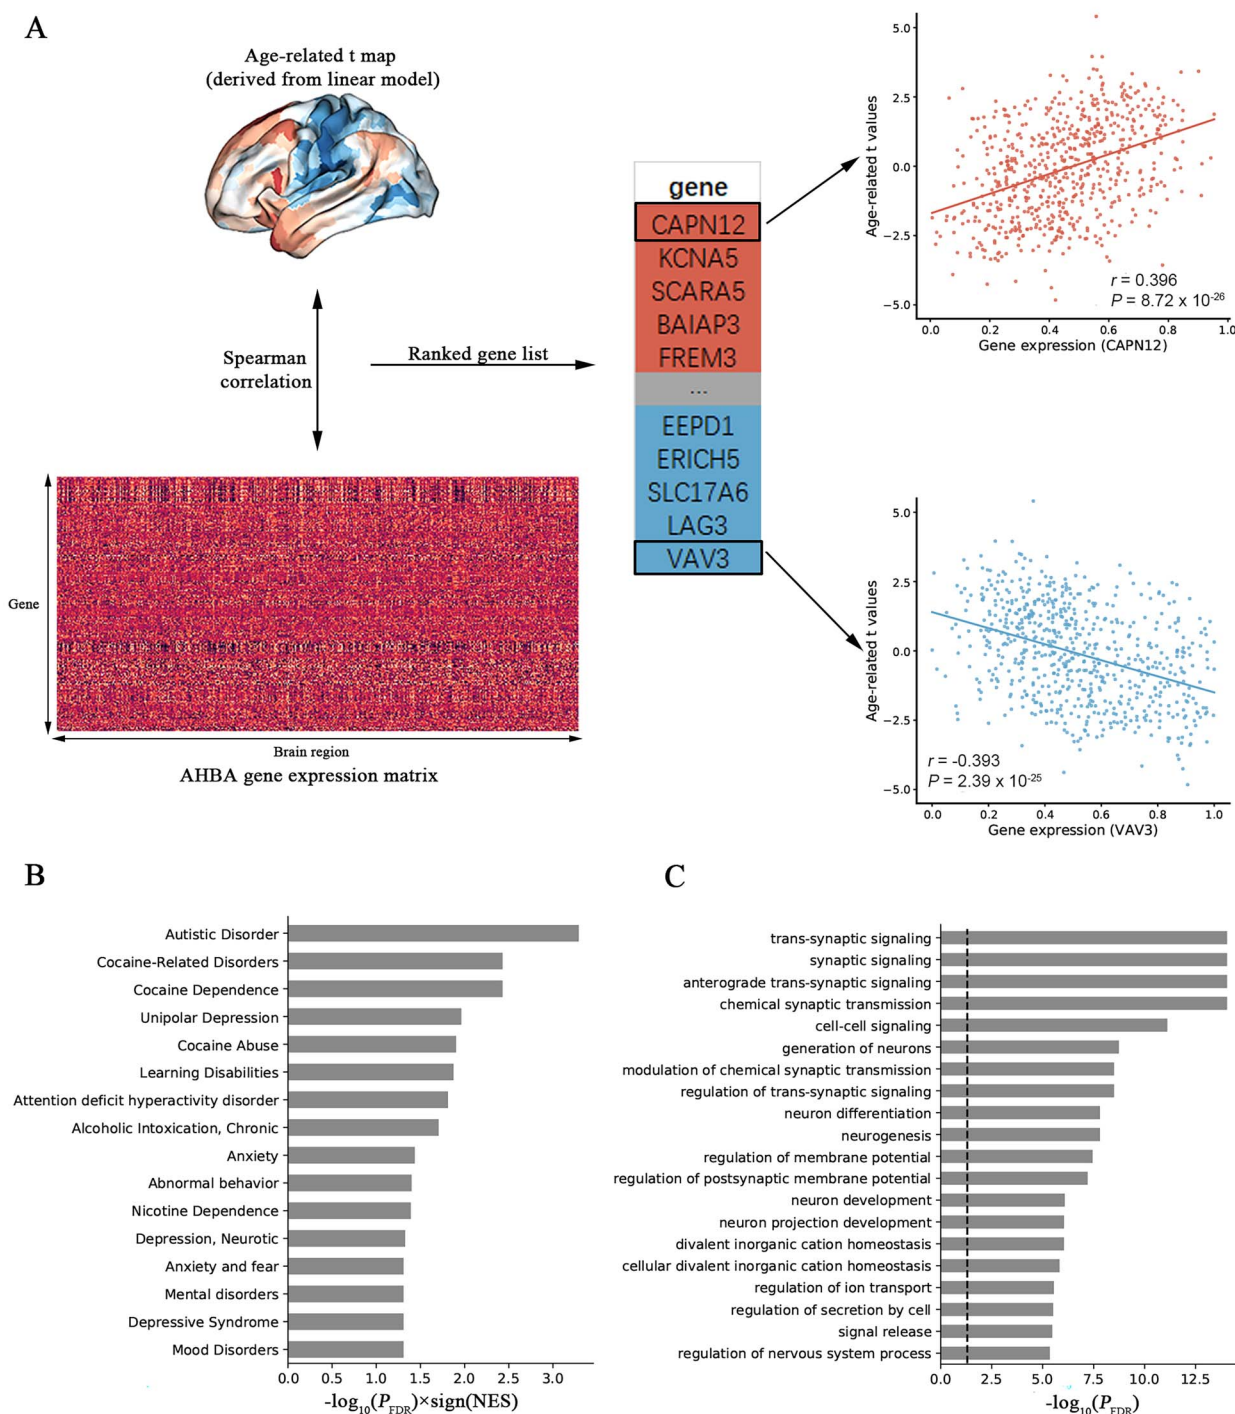 A
Age-related t map
(derived from linear model)
Spearman
correlation
Ranked gene list
gene
CAPN12
KCNA5
SCARA5
BAIAP3
FREM3
...
EEPD1
ERICH5
SLC17A6
LAG3
VAV3
Age-related t values
5.0
2.5
0.0
−2.5
−5.0
r = 0.396
P = 8.72 x 10-26
0.0 0.2 0.4 0.6 0.8 1.0
Gene expression (CAPN12)
Gene
Brain region
AHBA gene expression matrix
Age-related t values
5.0
2.5
0.0
−2.5
−5.0
r = -0.393
P = 2.39 x 10-25
0.0 0.2 0.4 0.6 0.8 1.0
Gene expression (VAV3)
B
Autistic Disorder
Cocaine-Related Disorders
Cocaine Dependence
Unipolar Depression
Cocaine Abuse
Learning Disabilities
Attention deficit hyperactivity disorder
Alcoholic Intoxication, Chronic
Anxiety
Abnormal behavior
Nicotine Dependence
Depression, Neurotic
Anxiety and fear
Mental disorders
Depressive Syndrome
Mood Disorders
0.0 0.5 1.0 1.5 2.0 2.5 3.0
-log10(PFDR)×sign(NES)
C
trans-synaptic signaling
synaptic signaling
anterograde trans-synaptic signaling
chemical synaptic transmission
cell-cell signaling
generation of neurons
modulation of chemical synaptic transmission
regulation of trans-synaptic signaling
neuron differentiation
neurogenesis
regulation of membrane potential
regulation of postsynaptic membrane potential
neuron development
neuron projection development
divalent inorganic cation homeostasis
cellular divalent inorganic cation homeostasis
regulation of ion transport
regulation of secretion by cell
signal release
regulation of nervous system process
0.0 2.5 5.0 7.5 10.0 12.5
-log10(PFDR)